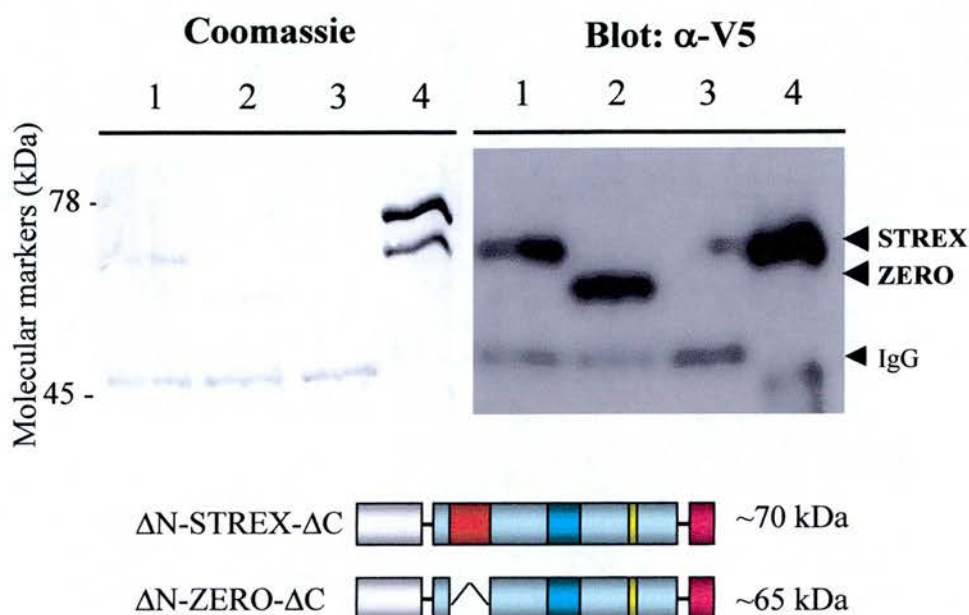 Coomassie
Blot: α-V5
1 2 3 4
1 2 3 4
Molecular markers (kDa)
78 -
45 -
STREX
ZERO
IgG
ΔN-STREX-ΔC
~70 kDa
ΔN-ZERO-ΔC
~65 kDa